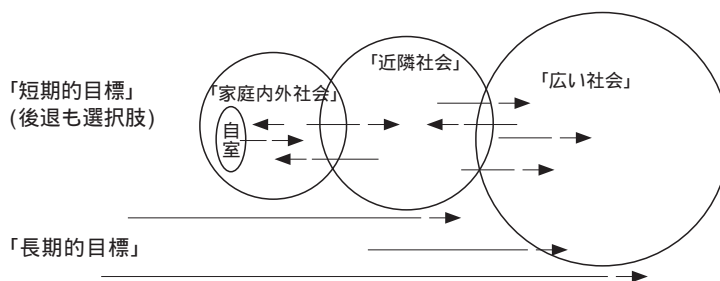 「近隣社会」
「広い社会」
「短期的目標」
「家庭内外社会」
(後退も選択肢)
自室
「長期的目標」